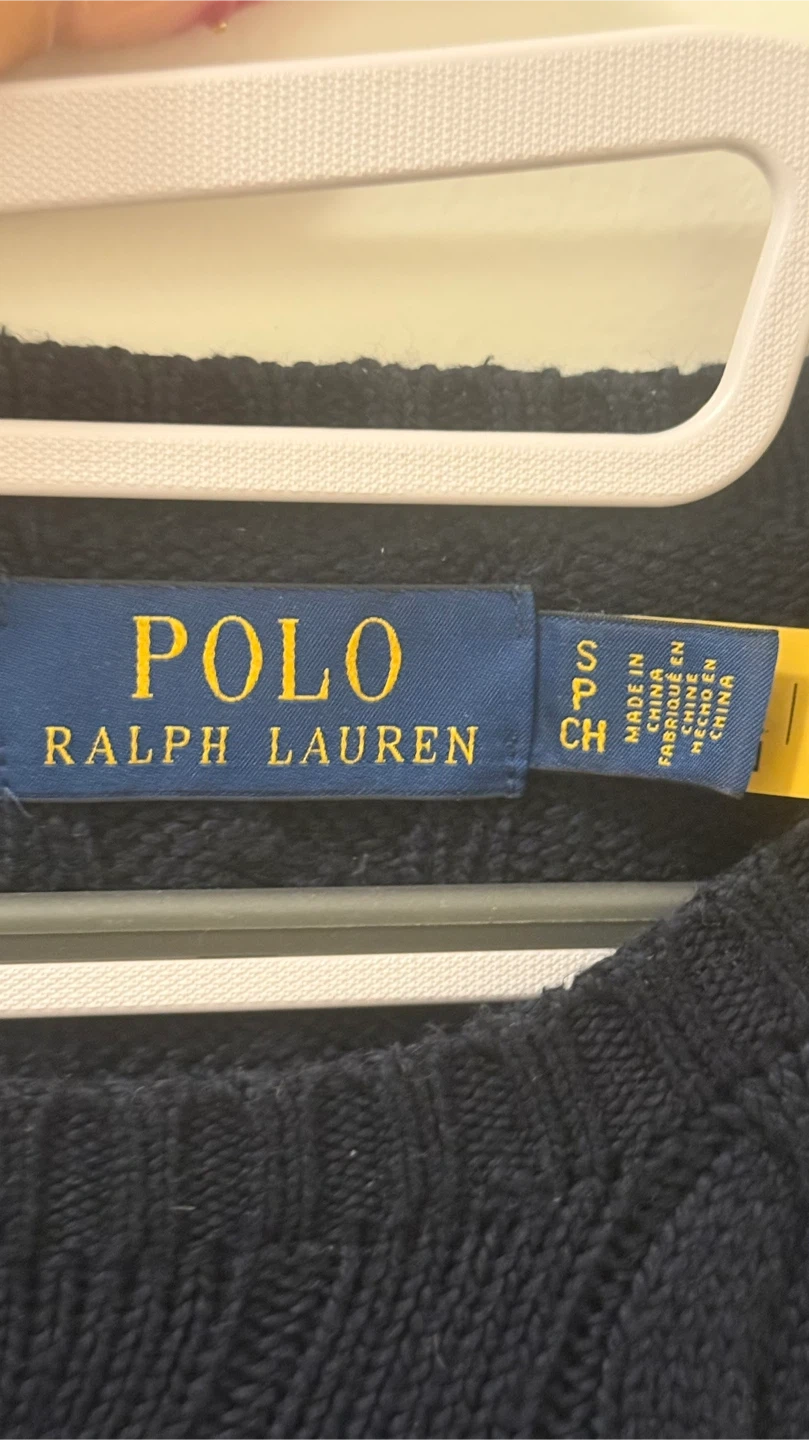 POLO
RALPH LAUREN
S
P
CH
MADE IN
CHINA
FABRIQUÉ EN
CHINE
HECHO EN
CHINA